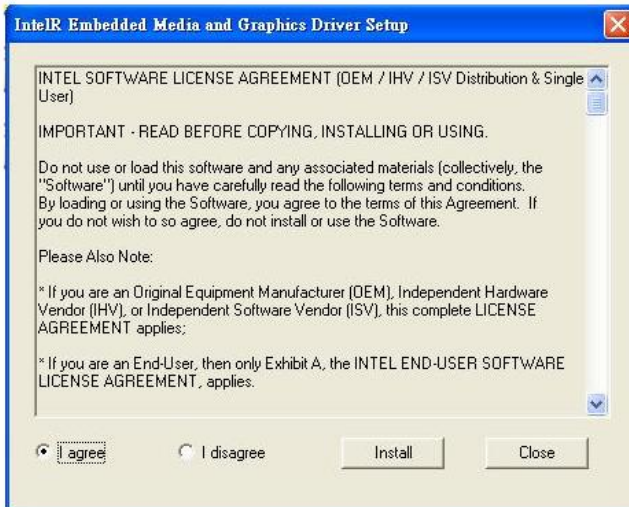 IntelR Embedded Media and Graphics Driver Setup
INTEL SOFTWARE LICENSE AGREEMENT (OEM / IHV / ISV Distribution & Single
User)
IMPORTANT - READ BEFORE COPYING, INSTALLING OR USING.
Do not use or load this software and any associated materials (collectively, the
"Software") until you have carefully read the following terms and conditions.
By loading or using the Software, you agree to the terms of this Agreement. If
you do not wish to so agree, do not install or use the Software.
Please Also Note:
* If you are an Original Equipment Manufacturer (OEM), Independent Hardware
Vendor (IHV), or Independent Software Vendor (ISV), this complete LICENSE
AGREEMENT applies;
* If you are an End-User, then only Exhibit A, the INTEL END-USER SOFTWARE
LICENSE AGREEMENT, applies.
I agree
I disagree
Install
Close